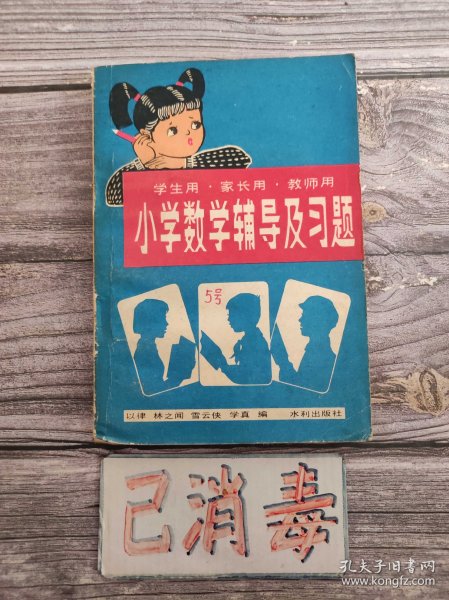 学生用·家长用·教师用
小学数学辅导及习题
5号
以律 林之闻 雪云侠 学真 编 水利出版社
已消毒
孔夫子旧书网
www.kongfz.com